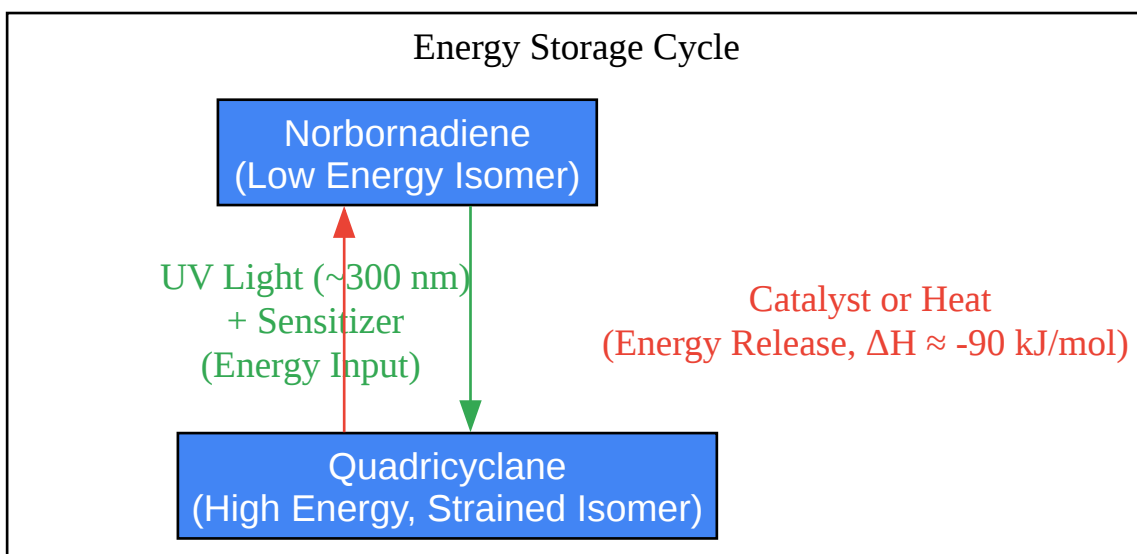 Energy Storage Cycle
Norbornadiene
(Low Energy Isomer)
UV Light (~300 nm)
+ Sensitizer
(Energy Input)
Catalyst or Heat
(Energy Release, ΔH ≈ -90 kJ/mol)
Quadricyclane
(High Energy, Strained Isomer)